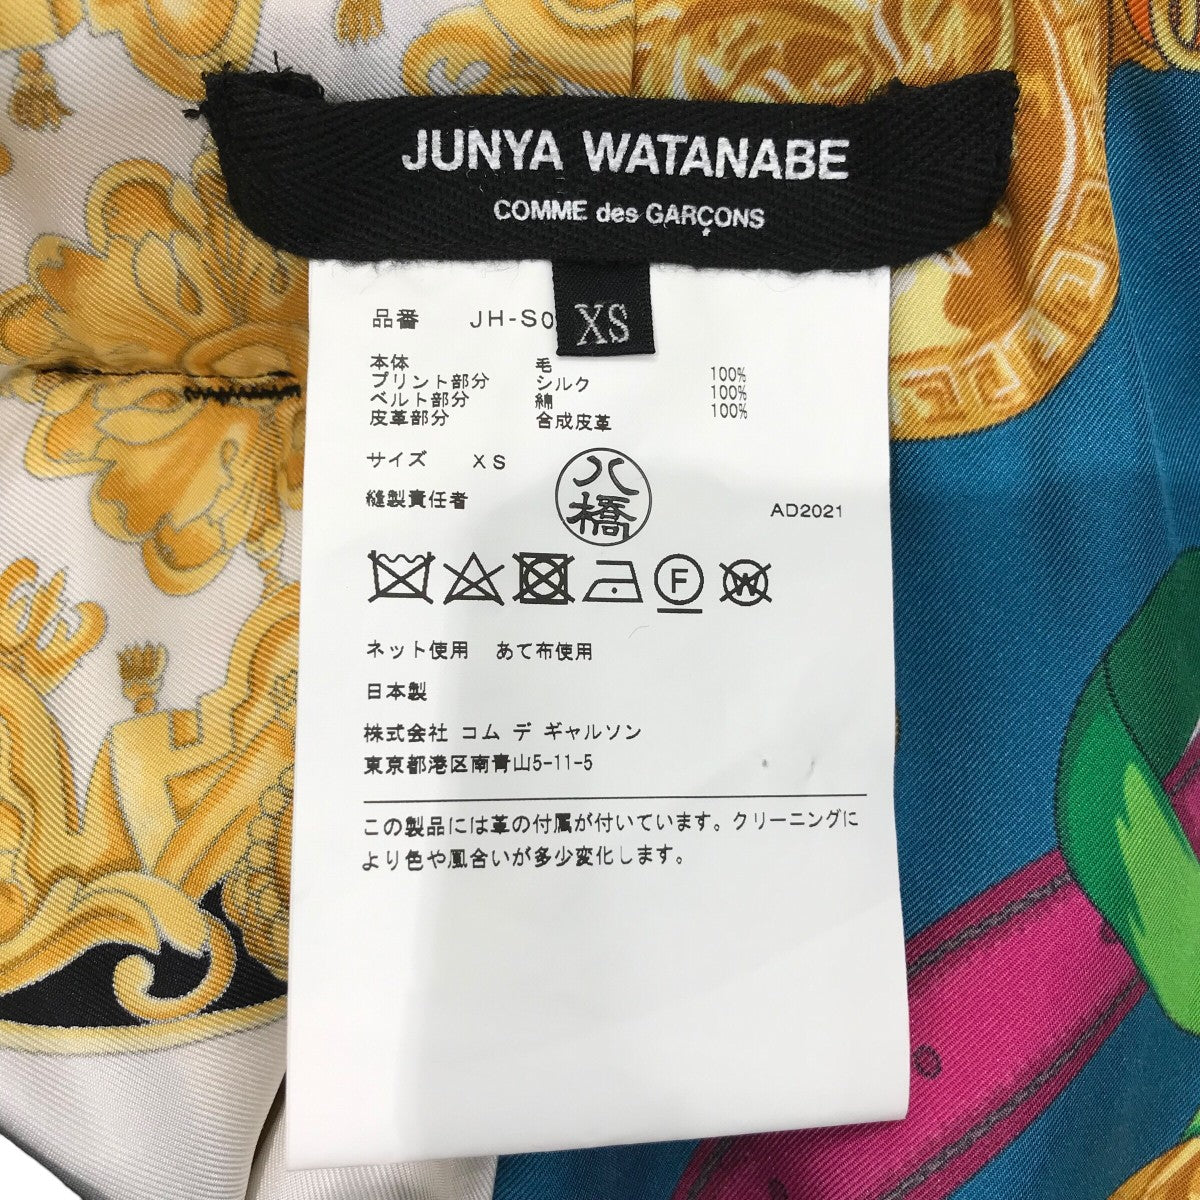 JUNYA WATANABE
COMME des GARÇONS
XS
品番 JH-S0
本体 毛 100%
プリント部分 シルク 100%
ベルト部分 綿 100%
皮革部分 合成皮革
サイズ XS
縫製責任者 八橋 AD2021
F W
ネット使用 あて布使用
日本製
株式会社 コム デ ギャルソン
東京都港区南青山5-11-5
この製品には革の付属が付いています。クリーニングに
より色や風合いが多少変化します。